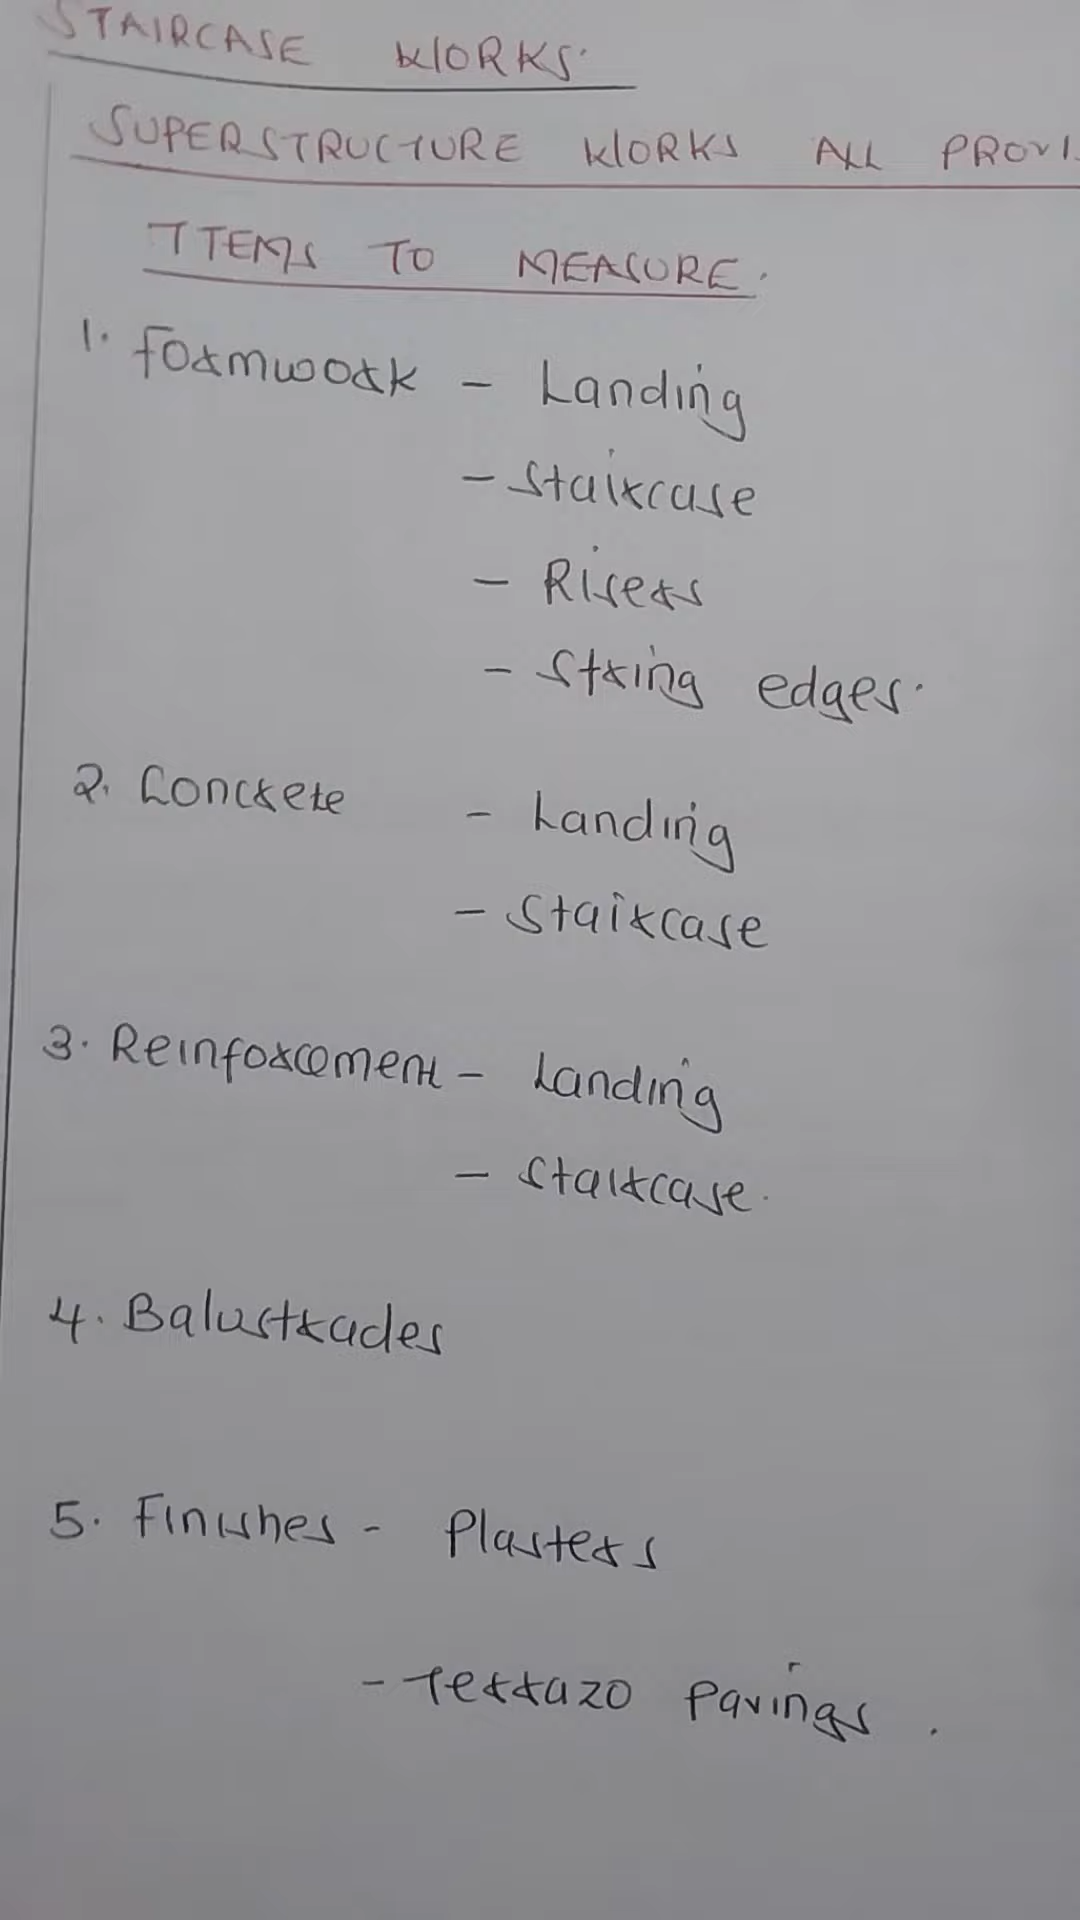 STAIRCASE WORKS.
SUPERSTRUCTURE WORKS ALL
ITEMS TO MEASURE.
1. Formwork - Landing
- Staircase
- Risers
- String edges.
2. Concrete - Landing
- Staircase
3. Reinforcement - Landing
- Staircase.
4. Balustrades
5. Finishes - Plasters
- Terrazo Pavings.